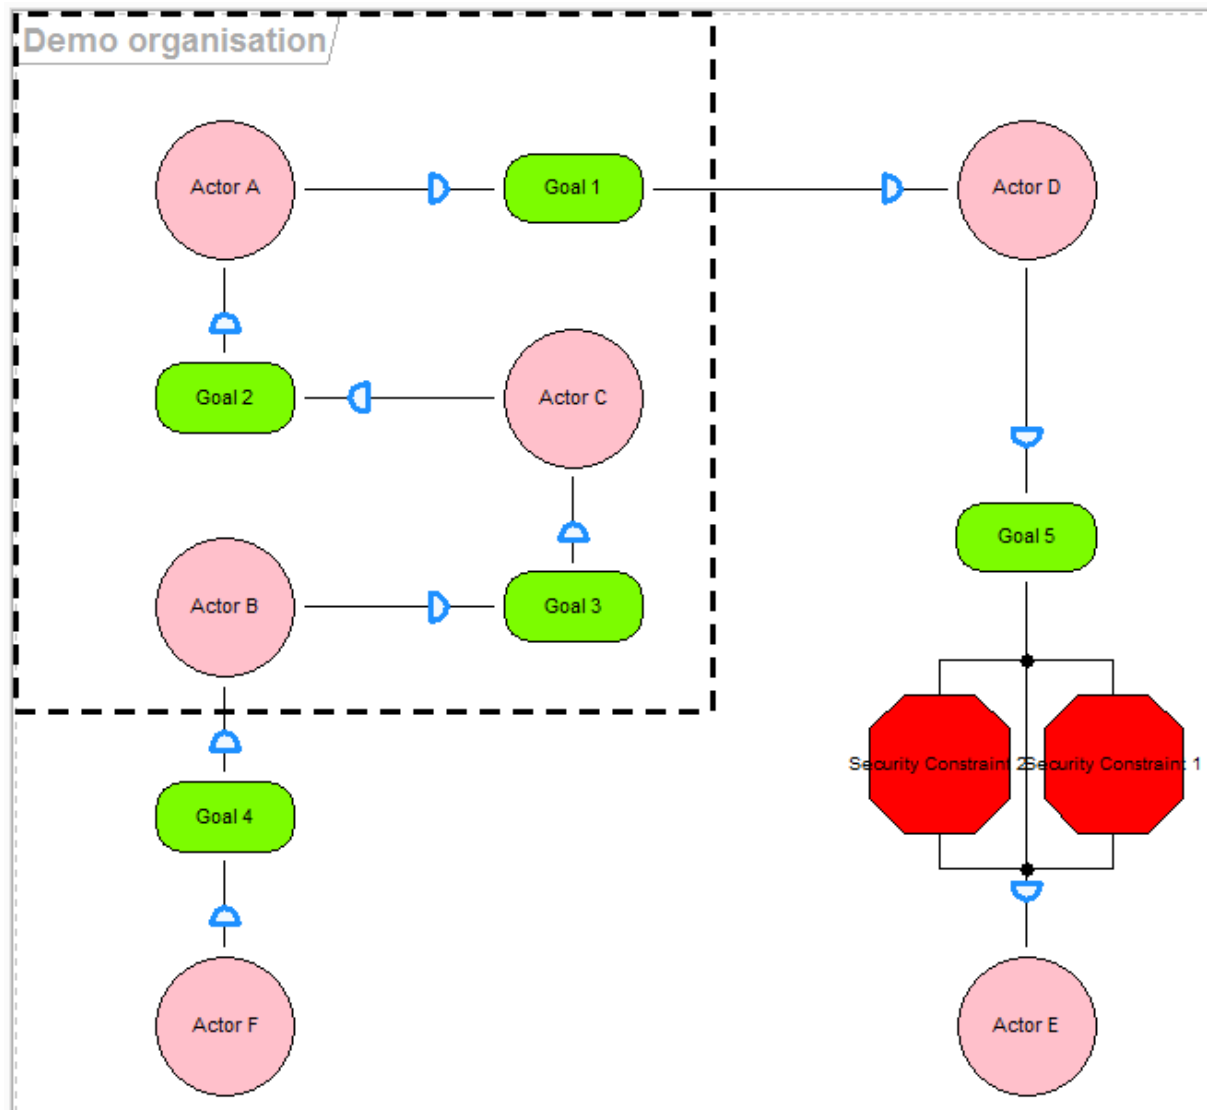 Demo organisation
Actor A
Goal 1
Actor D
Goal 2
Actor C
Goal 5
Actor B
Goal 3
Security Constraint 2
Security Constraint 1
Goal 4
Actor F
Actor E